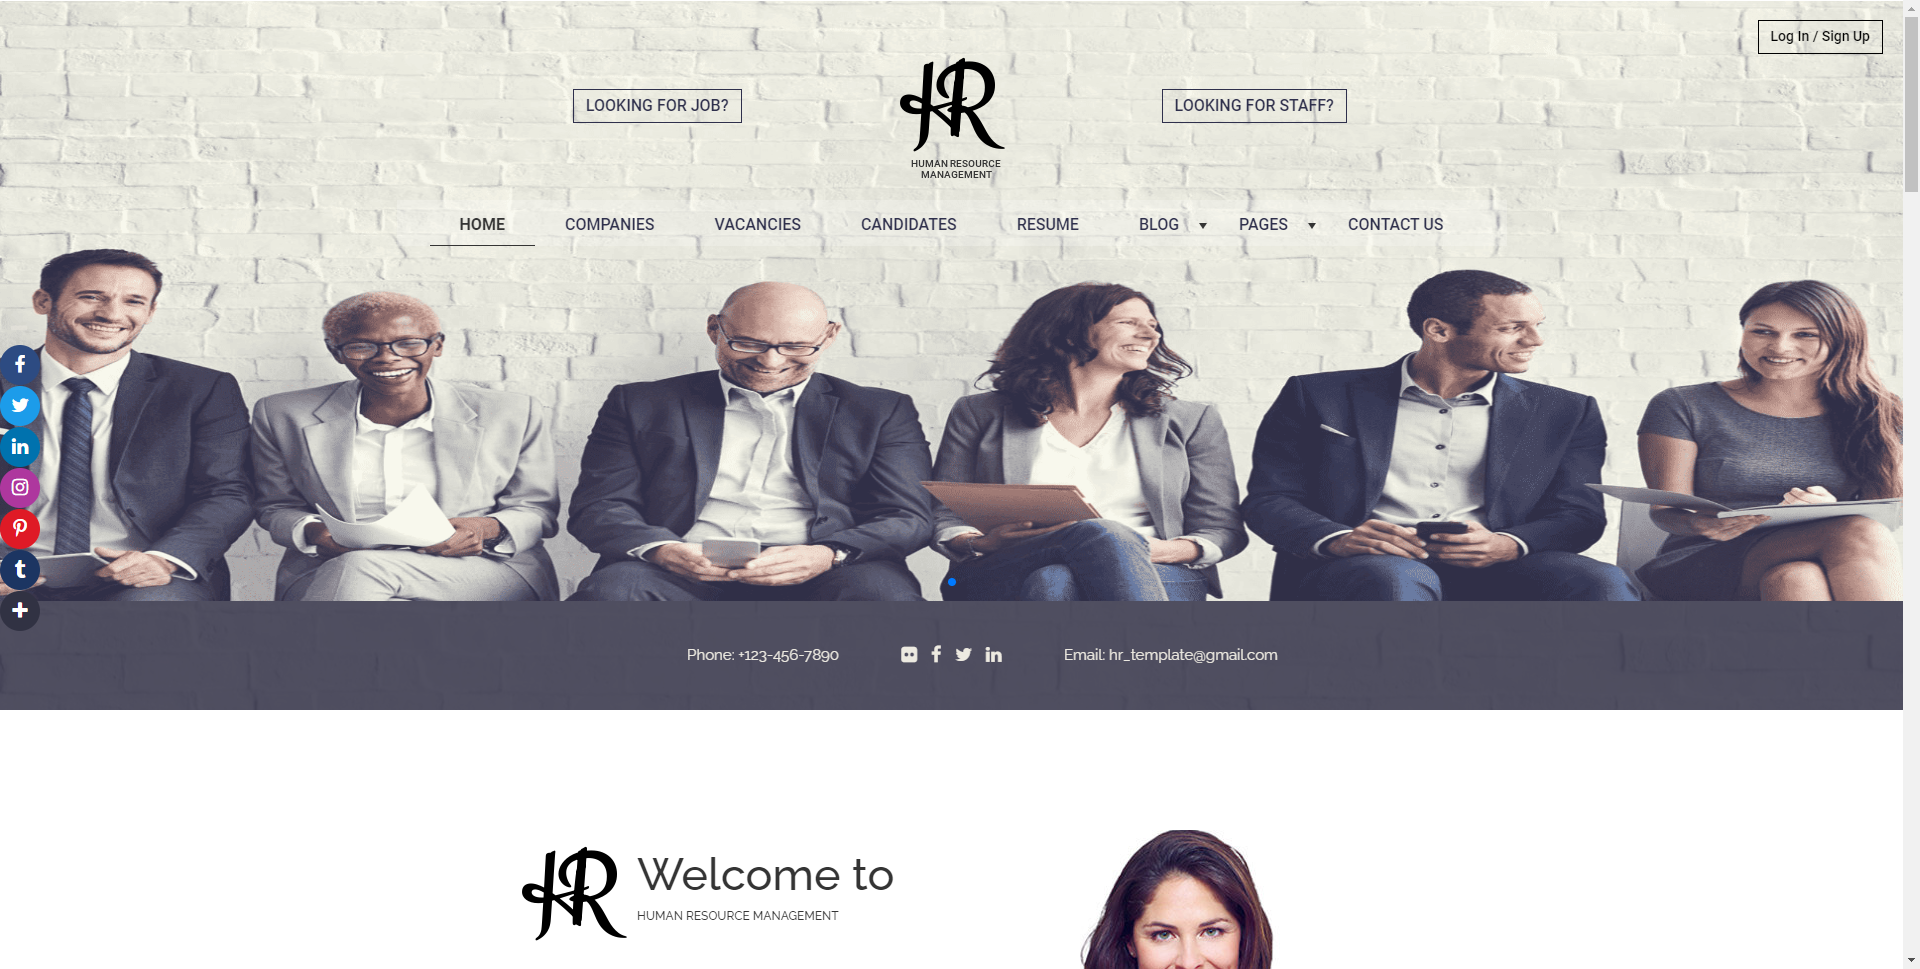 Log In / Sign Up
LOOKING FOR JOB?
HR
HUMAN RESOURCE
MANAGEMENT
LOOKING FOR STAFF?
HOME COMPANIES VACANCIES CANDIDATES RESUME BLOG PAGES CONTACT US
Phone: +123-456-7890
Email: hr_template@gmail.com
HR
Welcome to
HUMAN RESOURCE MANAGEMENT